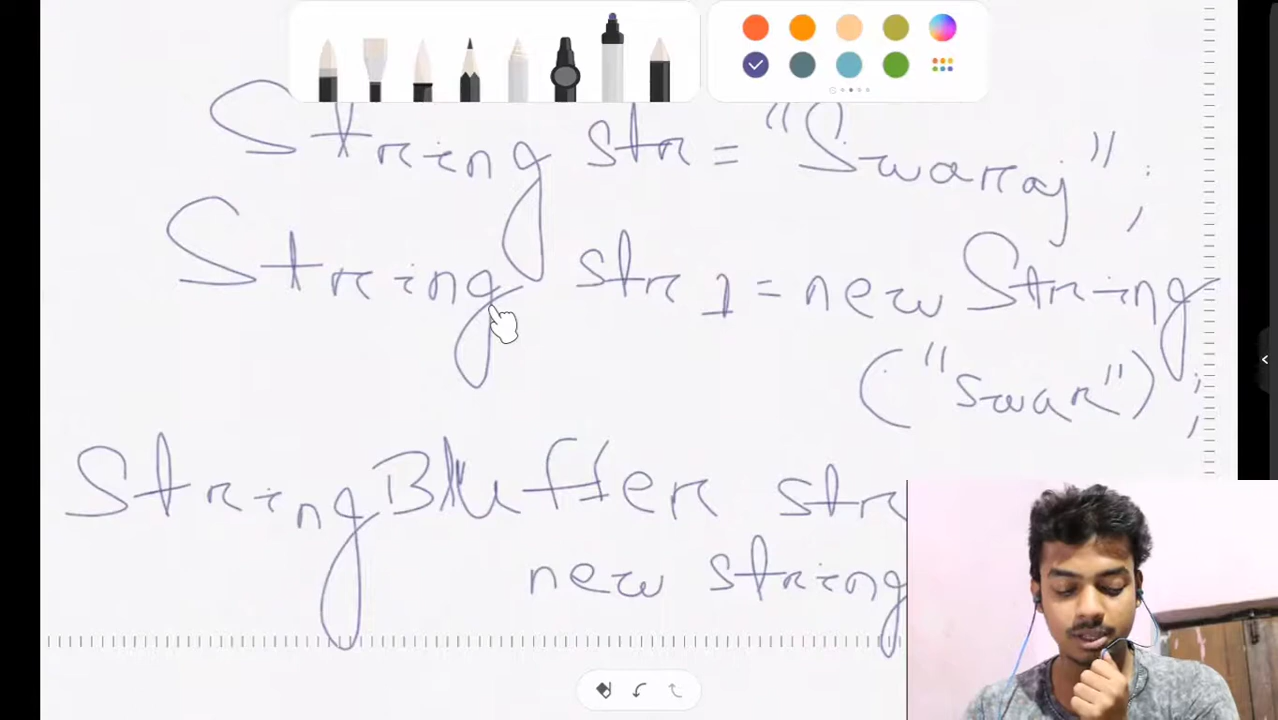 String str = "Swaraj";
String str1 = new String
("Swar");
StringBuffer str
new string